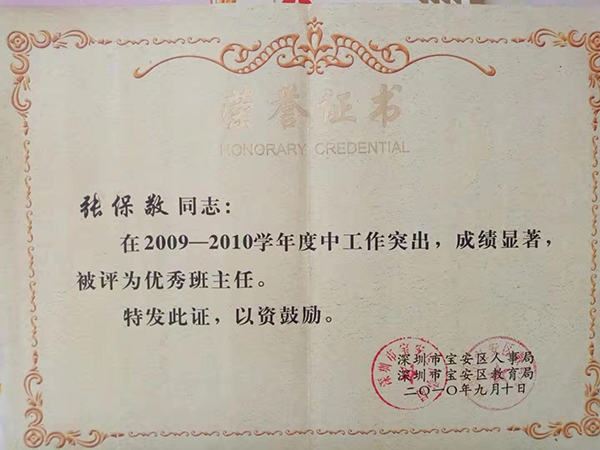 荣誉证书
HONORARY CREDENTIAL
张保敬同志：
在2009—2010学年度中工作突出，成绩显著，
被评为优秀班主任。
特发此证，以资鼓励。
深圳市宝安区人事局
深圳市宝安区教育局
二〇一〇年九月十日